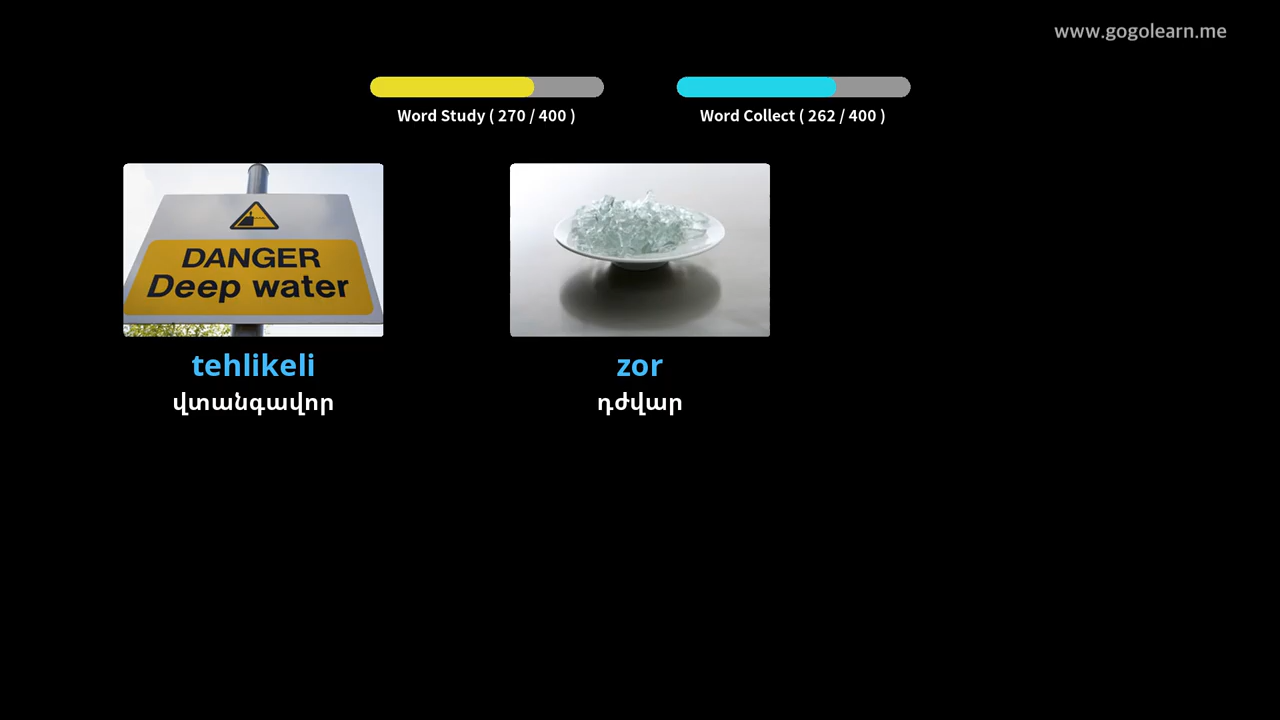 www.gogolearn.me
Word Study ( 270 / 400 )
Word Collect ( 262 / 400 )
DANGER
Deep water
tehlikeli
վտանգավոր
zor
դժվար